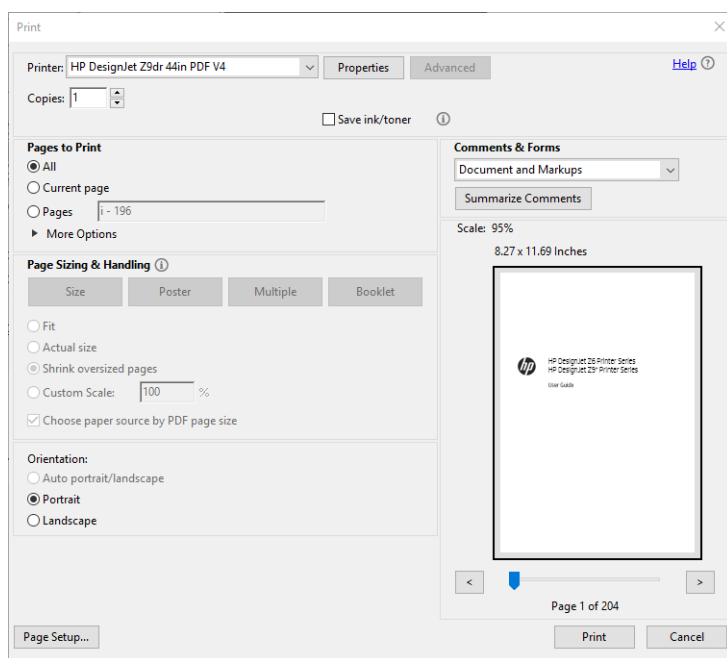 Print
Printer: HP DesignJet Z9dr 44in PDF V4 Properties Advanced Help ?
Copies: 1
Save ink/toner i
Pages to Print
All
Current page
Pages i - 196
More Options
Page Sizing & Handling i
Size Poster Multiple Booklet
Fit
Actual size
Shrink oversized pages
Custom Scale: 100 %
Choose paper source by PDF page size
Orientation:
Auto portrait/landscape
Portrait
Landscape
Comments & Forms
Document and Markups
Summarize Comments
Scale: 95%
8.27 x 11.69 Inches
hp
HP DesignJet Z6 Printer Series
HP DesignJet Z9⁺ Printer Series
User Guide
< >
Page 1 of 204
Page Setup... Print Cancel